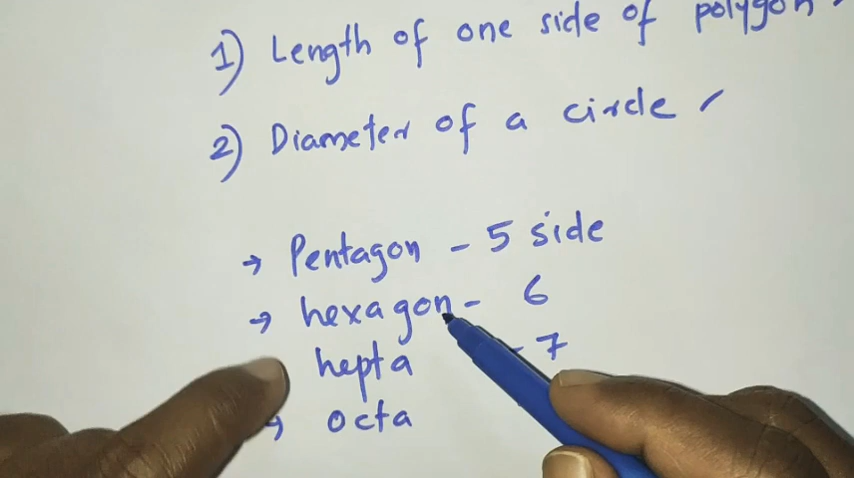 1) Length of one side of polygon
2) Diameter of a circle
→ Pentagon - 5 side
→ hexagon - 6
hepta - 7
→ octa